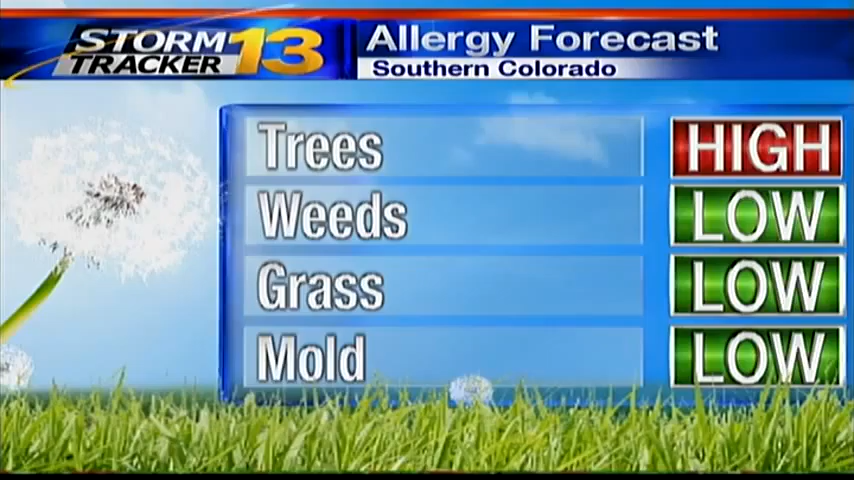 STORM TRACKER 13
Allergy Forecast
Southern Colorado
Trees HIGH
Weeds LOW
Grass LOW
Mold LOW